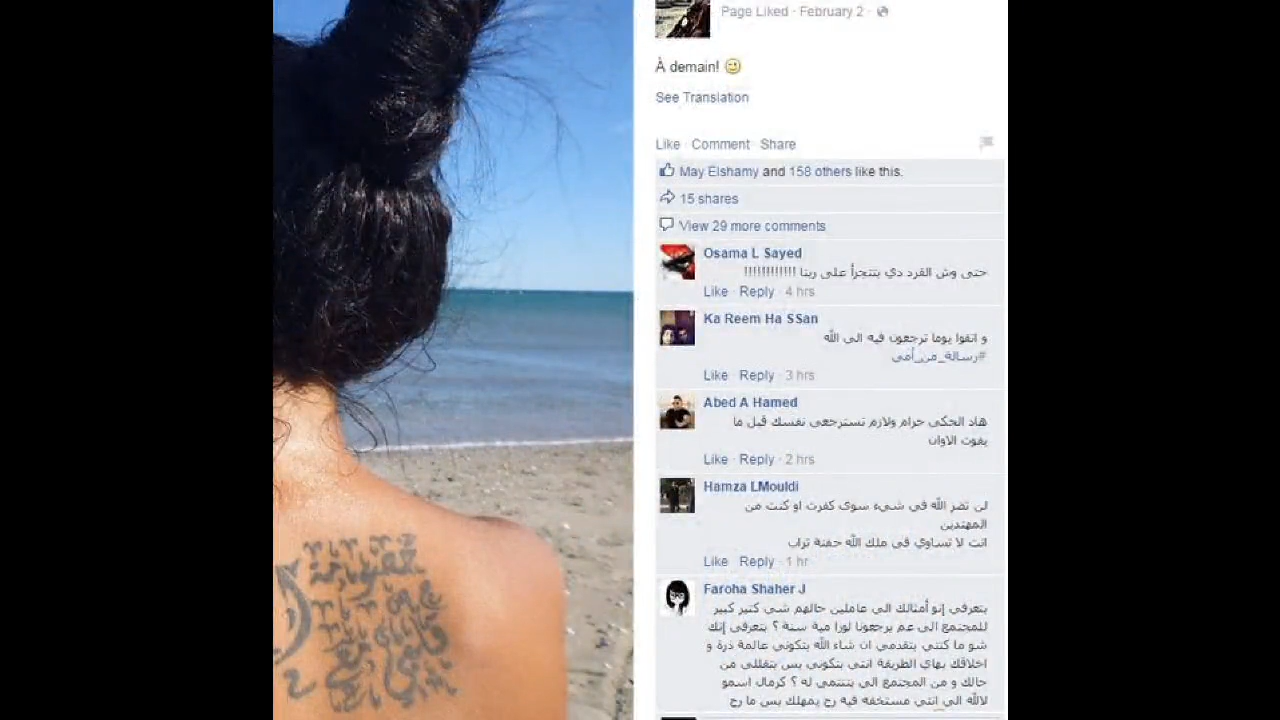 Page Liked · February 2 ·
À demain!
See Translation
Like · Comment · Share
May Elshamy and 158 others like this.
15 shares
View 29 more comments
Osama L Sayed
حتى وش القرد دي بتتجرأ على ربنا !!!!!!!!!!!!
Like · Reply · 4 hrs
Ka Reem Ha SSan
و اتقوا يوما ترجعون فيه الى الله
#رسالة_من_أمى
Like · Reply · 3 hrs
Abed A Hamed
هاد الحكي حرام ولازم تسترجعي نفسك قبل ما
يفوت الاوان
Like · Reply · 2 hrs
Hamza LMouldi
لن تضر الله في شيء سوى كفرت او كنت من
المهتدين
انت لا تساوي في ملك الله حفنة تراب
Like · Reply · 1 hr
Faroha Shaher J
بتعرفي إنو أمثالك الي عاملين حالهم شي كتير كبير
للمجتمع الي عم يرجعونا لورا مية سنة ؟ بتعرفي إنك
شو ما كنتي بتقدمي ان شاء الله بتكوني عالمة ذرة و
اخلاقك بهاي الطريقة انتي بتكوني بس بتقللي من
حالك و من المجتمع الي بتنتمي له ؟ كرمال اسمو
لالله الي انتي مستخفه فيه رح يمهلك بس ما رح